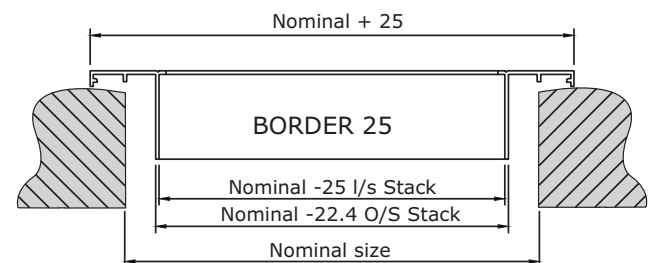 Nominal + 25
BORDER 25
Nominal -25 l/s Stack
Nominal -22.4 O/S Stack
Nominal size